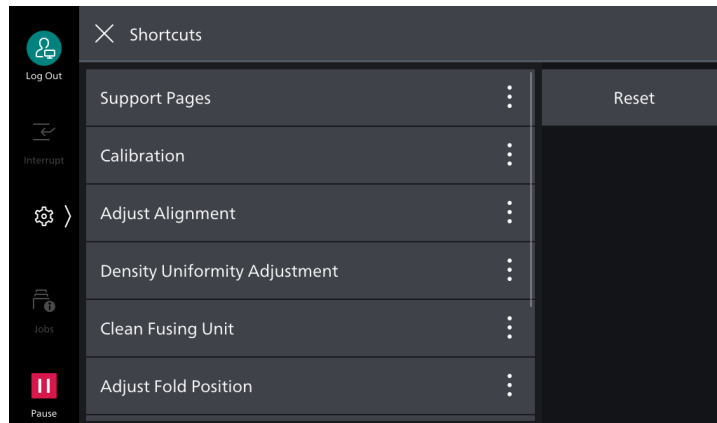 Shortcuts
Log Out
Support Pages
Reset
Interrupt
Calibration
Adjust Alignment
Density Uniformity Adjustment
Jobs
Clean Fusing Unit
Adjust Fold Position
Pause